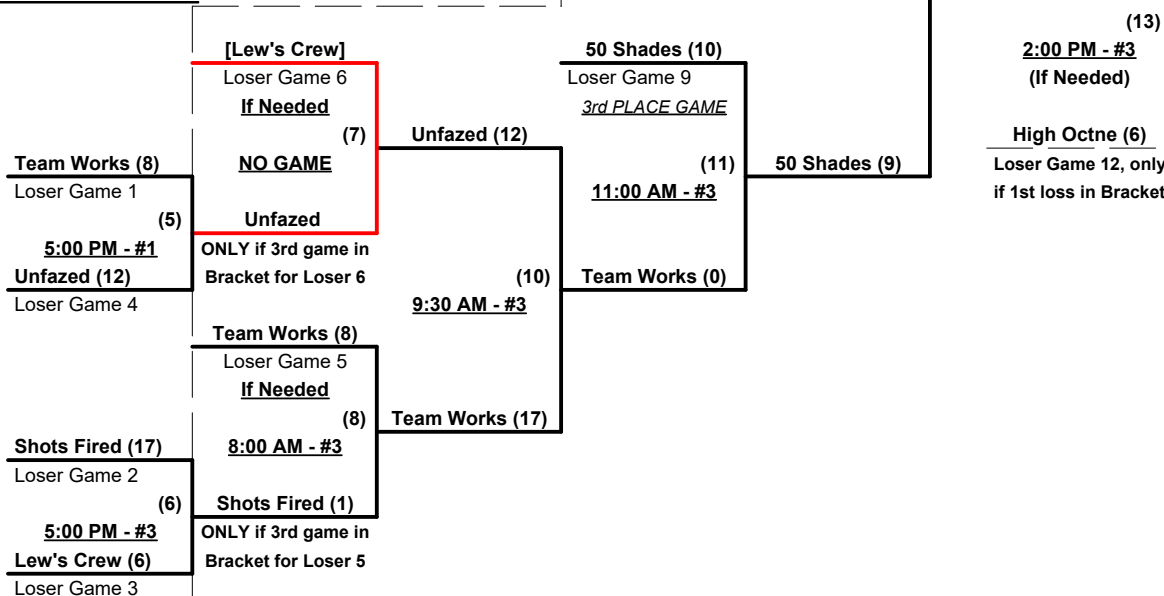 (13)
[Lew's Crew]
50 Shades (10)
2:00 PM - #3
Loser Game 6
Loser Game 9
(If Needed)
If Needed
3rd PLACE GAME
(7)
Unfazed (12)
High Octne (6)
Team Works (8)
NO GAME
(11)
50 Shades (9)
Loser Game 12, only
Loser Game 1
11:00 AM - #3
if 1st loss in Bracket
(5)
Unfazed
5:00 PM - #1
ONLY if 3rd game in
Unfazed (12)
Bracket for Loser 6
(10)
Team Works (0)
Loser Game 4
9:30 AM - #3
Team Works (8)
Loser Game 5
If Needed
(8)
Team Works (17)
Shots Fired (17)
8:00 AM - #3
Loser Game 2
(6)
Shots Fired (1)
5:00 PM - #3
ONLY if 3rd game in
Lew's Crew (6)
Bracket for Loser 5
Loser Game 3